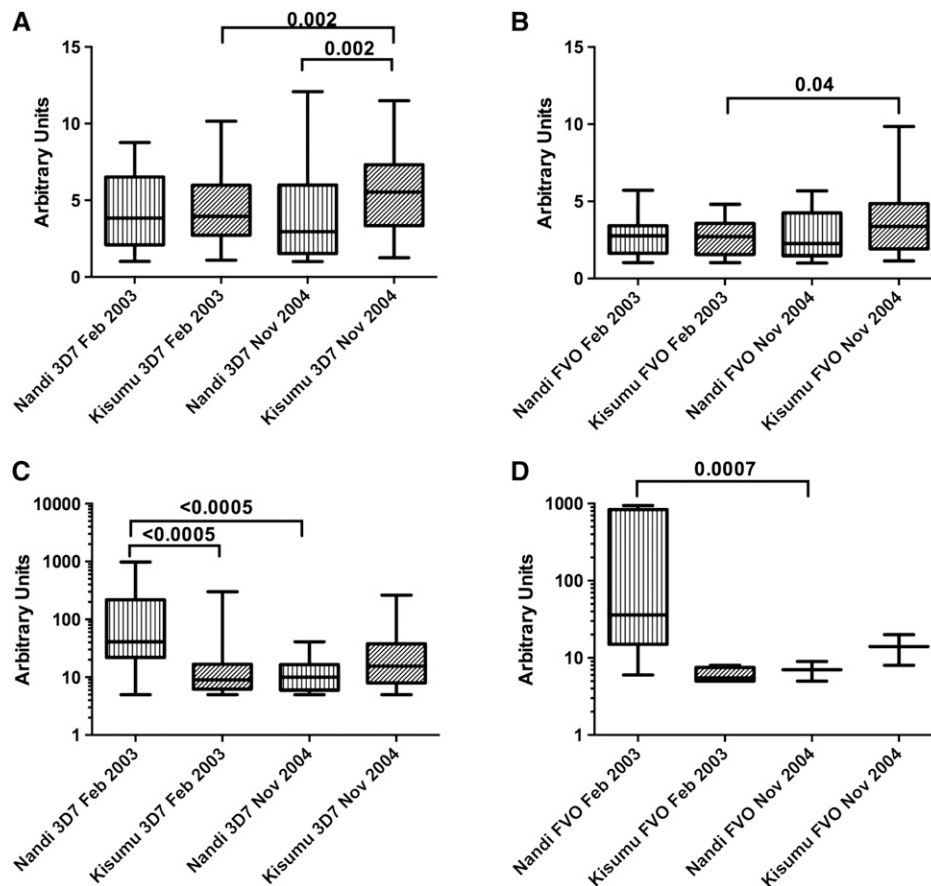 A
0.002
0.002
15
10
5
0
Arbitrary Units
Nandi 3D7 Feb 2003
Kisumu 3D7 Feb 2003
Nandi 3D7 Nov 2004
Kisumu 3D7 Nov 2004
B
0.04
15
10
5
0
Arbitrary Units
Nandi FVO Feb 2003
Kisumu FVO Feb 2003
Nandi FVO Nov 2004
Kisumu FVO Nov 2004
C
<0.0005
<0.0005
10000
1000
100
10
1
Arbitrary Units
Nandi 3D7 Feb 2003
Kisumu 3D7 Feb 2003
Nandi 3D7 Nov 2004
Kisumu 3D7 Nov 2004
D
0.0007
1000
100
10
1
Arbitrary Units
Nandi FVO Feb 2003
Kisumu FVO Feb 2003
Nandi FVO Nov 2004
Kisumu FVO Nov 2004